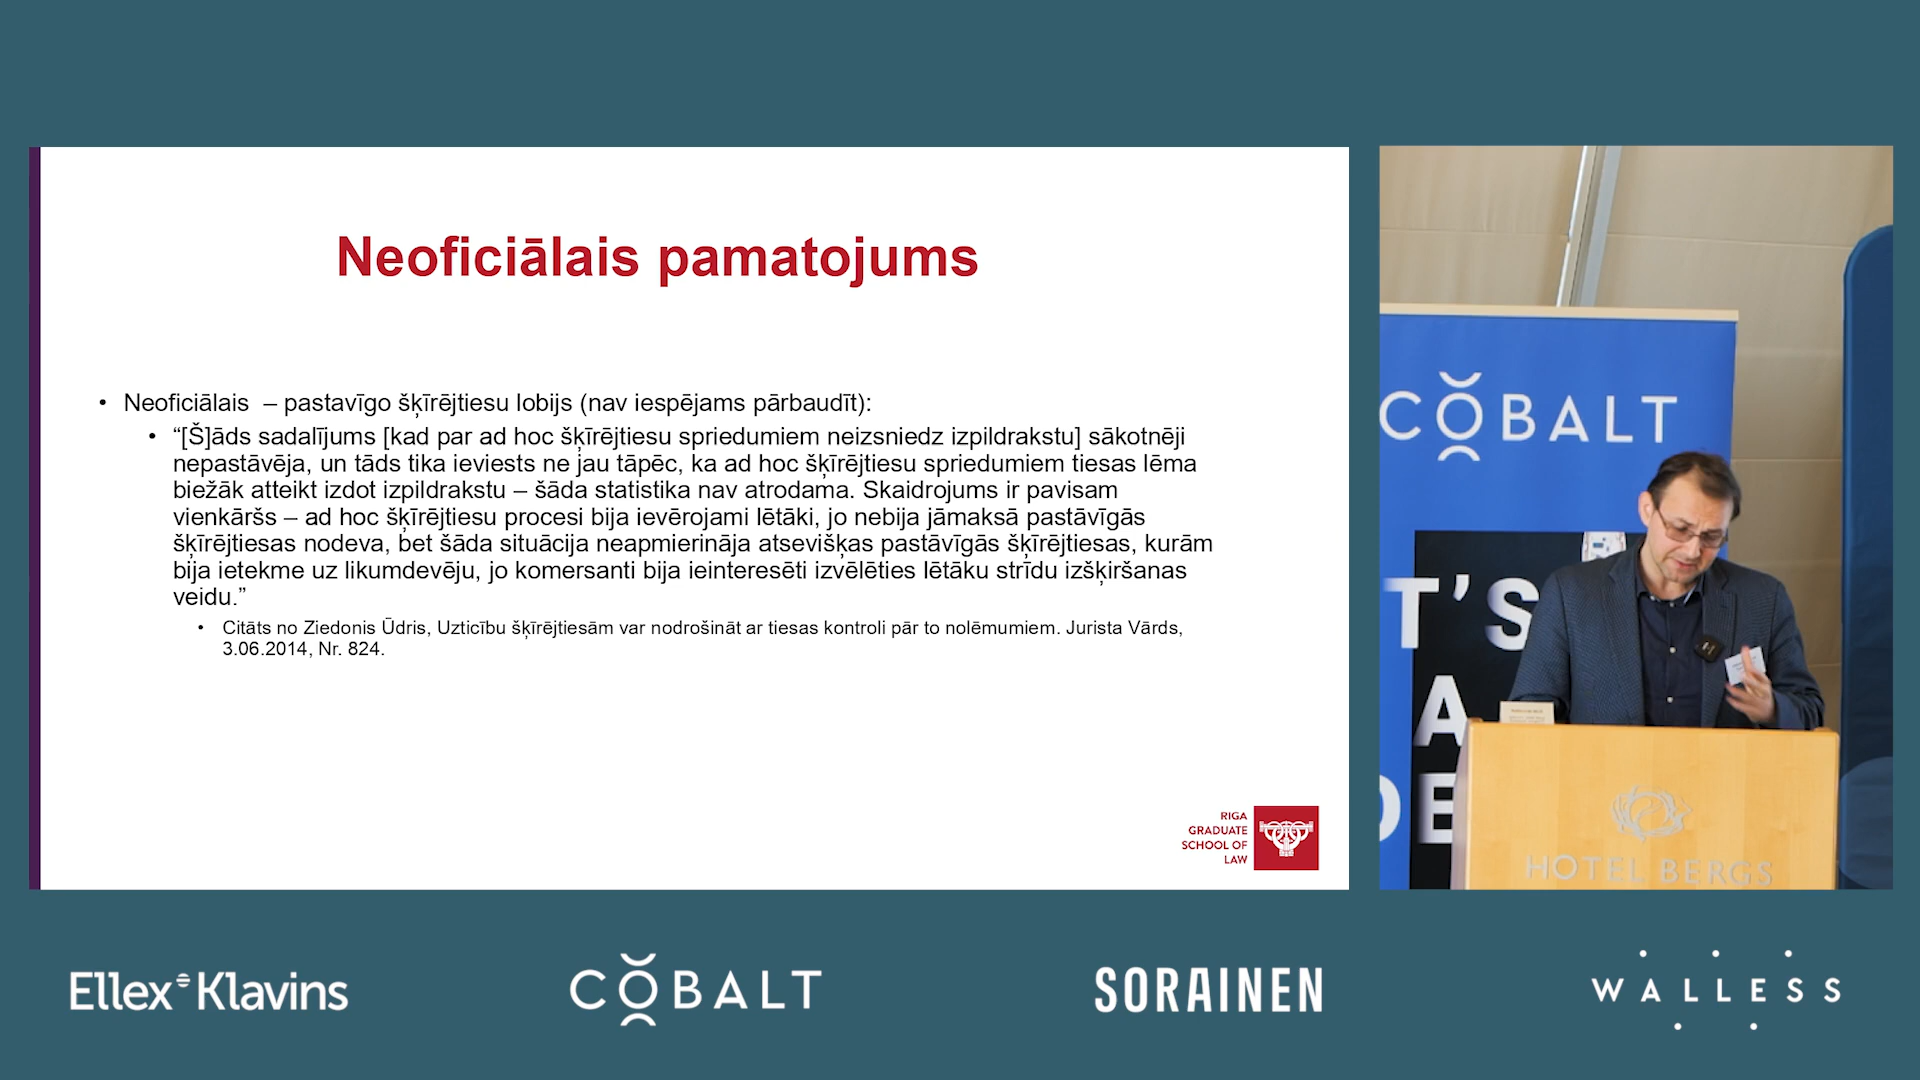 Neoficiālais pamatojums
• Neoficiālais – pastavīgo šķīrējtiesu lobijs (nav iespējams pārbaudīt):
• “[Š]āds sadalījums [kad par ad hoc šķīrējtiesu spriedumiem neizsniedz izpildrakstu] sākotnēji
nepastāvēja, un tāds tika ieviests ne jau tāpēc, ka ad hoc šķīrējtiesu spriedumiem tiesas lēma
biežāk atteikt izdot izpildrakstu – šāda statistika nav atrodama. Skaidrojums ir pavisam
vienkāršs – ad hoc šķīrējtiesu procesi bija ievērojami lētāki, jo nebija jāmaksā pastāvīgās
šķīrējtiesas nodeva, bet šāda situācija neapmierināja atsevišķas pastāvīgās šķīrējtiesas, kurām
bija ietekme uz likumdevēju, jo komersanti bija ieinteresēti izvēlēties lētāku strīdu izšķiršanas
veidu.”
• Citāts no Ziedonis Ūdris, Uzticību šķīrējtiesām var nodrošināt ar tiesas kontroli pār to nolēmumiem. Jurista Vārds,
3.06.2014, Nr. 824.
RIGA
GRADUATE
SCHOOL OF
LAW
COBALT
T’S
A
DE
HOTEL BERGS
Ellex Klavins
COBALT
SORAINEN
WALLESS